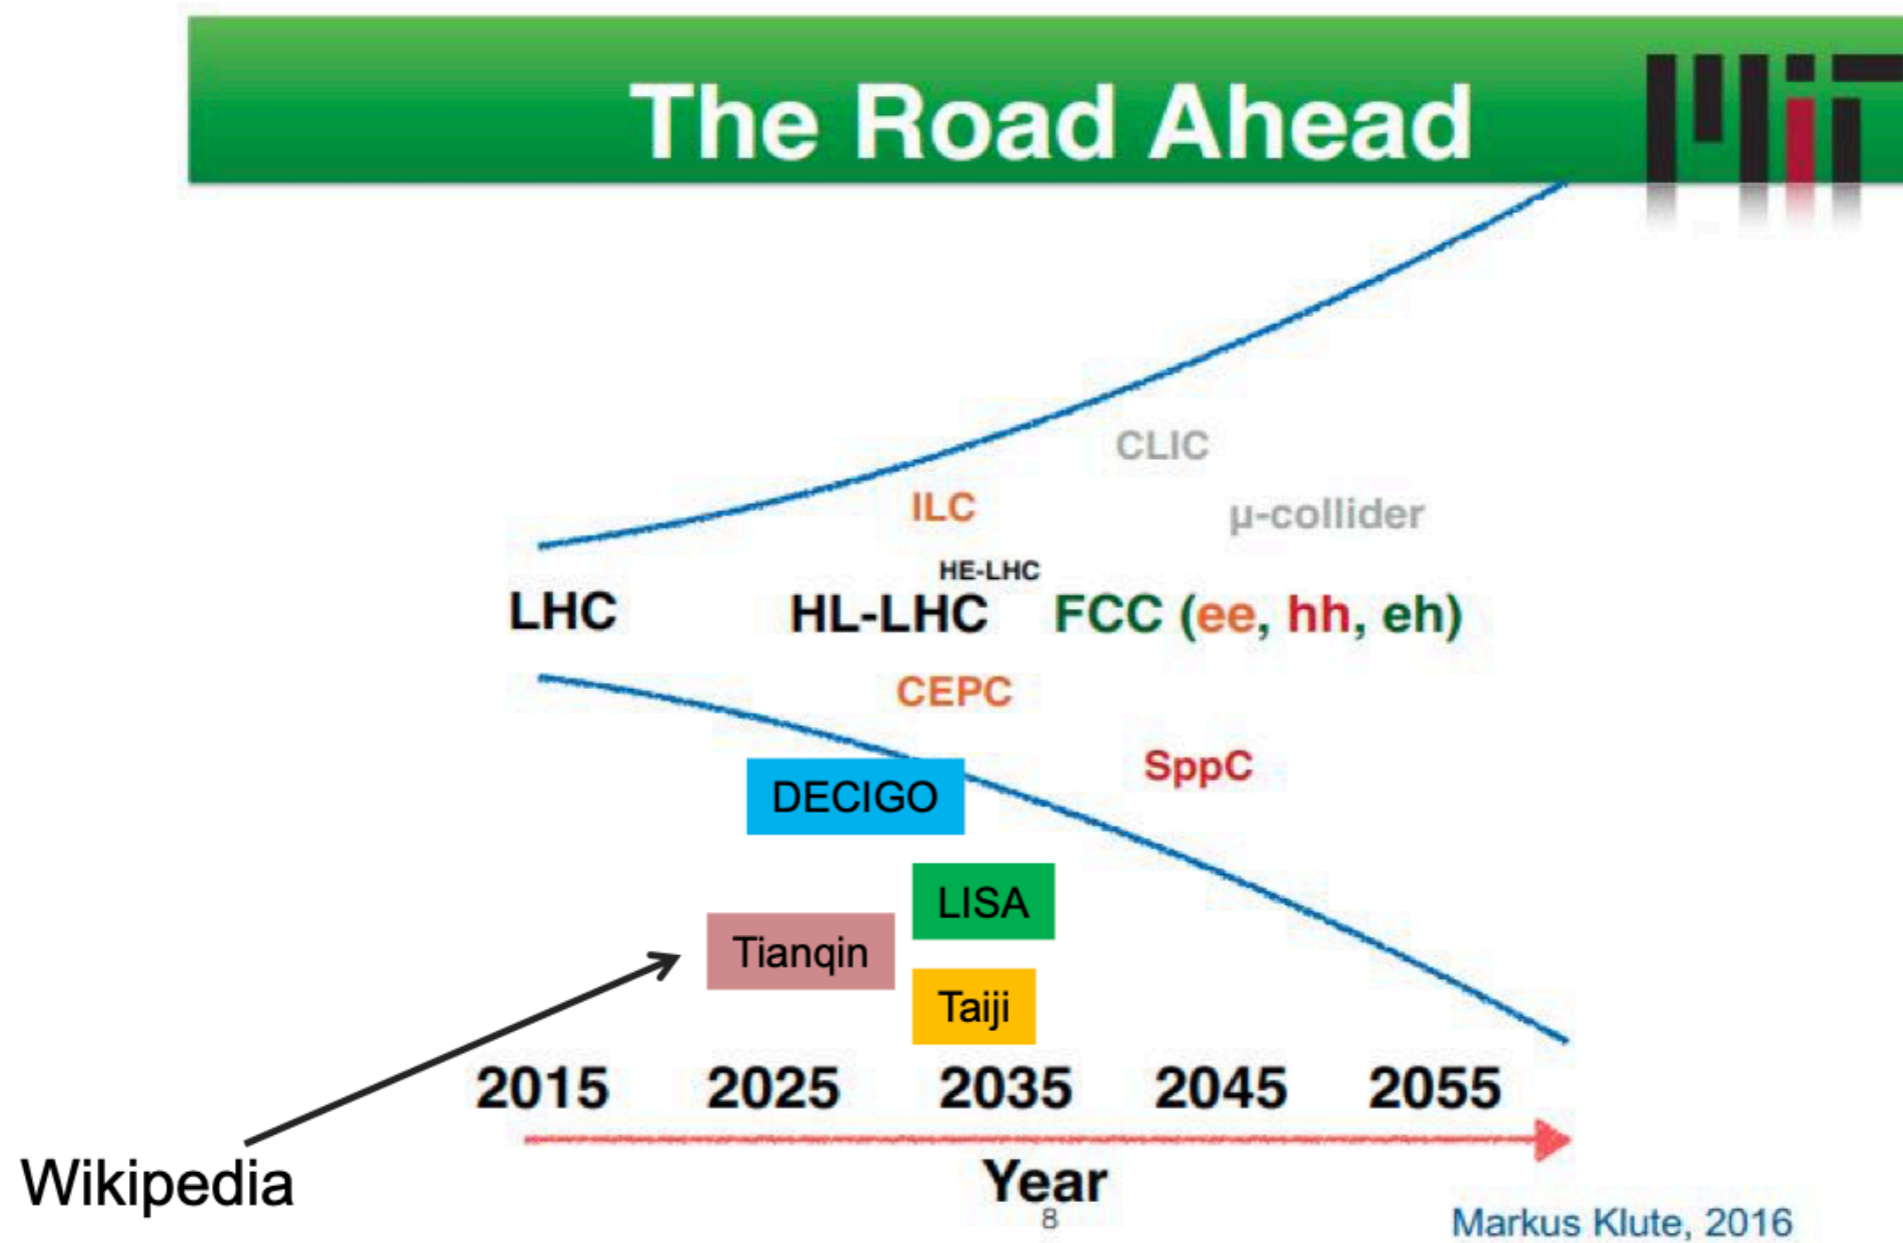 The Road Ahead
MiT
CLIC
ILC
µ-collider
HE-LHC
LHC
HL-LHC
FCC (ee, hh, eh)
CEPC
SppC
DECIGO
LISA
Tianqin
Taiji
2015 2025 2035 2045 2055
Wikipedia
Year
8
Markus Klute, 2016